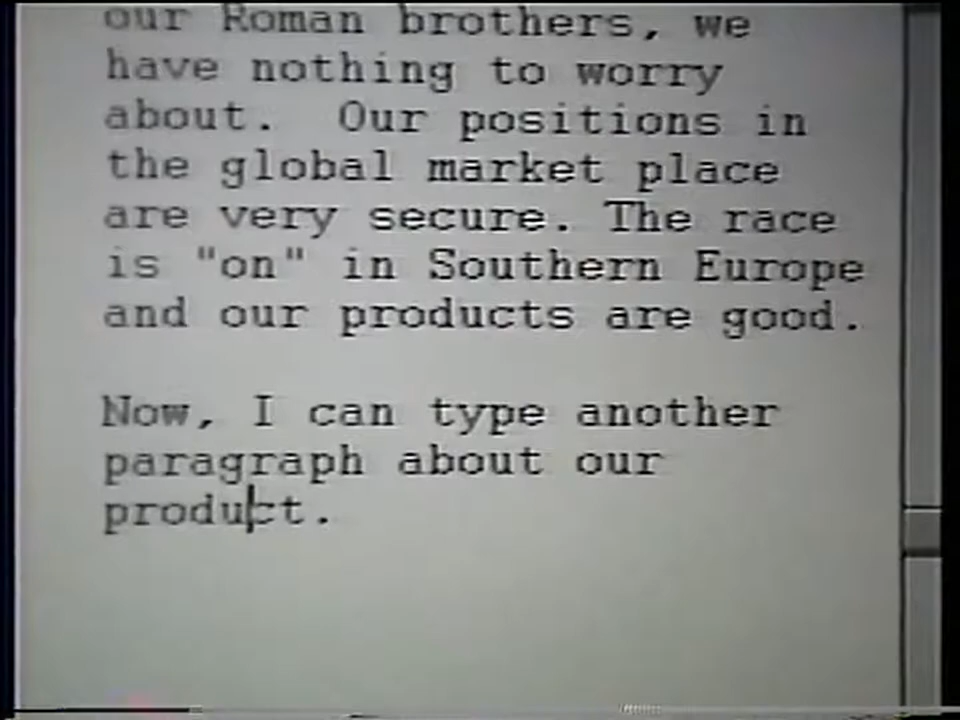 our Roman brothers, we
have nothing to worry
about. Our positions in
the global market place
are very secure. The race
is "on" in Southern Europe
and our products are good.
Now, I can type another
paragraph about our
product.